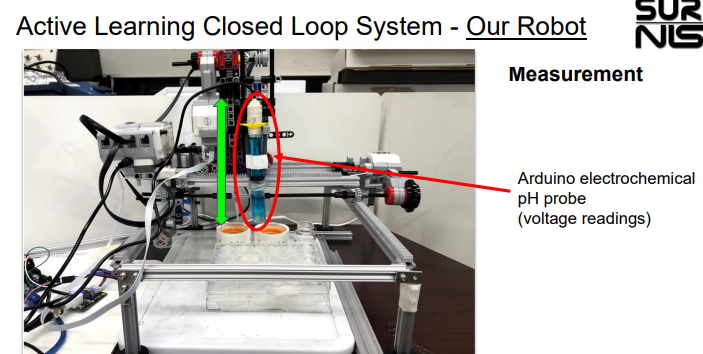 Active Learning Closed Loop System - Our Robot
SUR
NIS
Measurement
Arduino electrochemical
pH probe
(voltage readings)